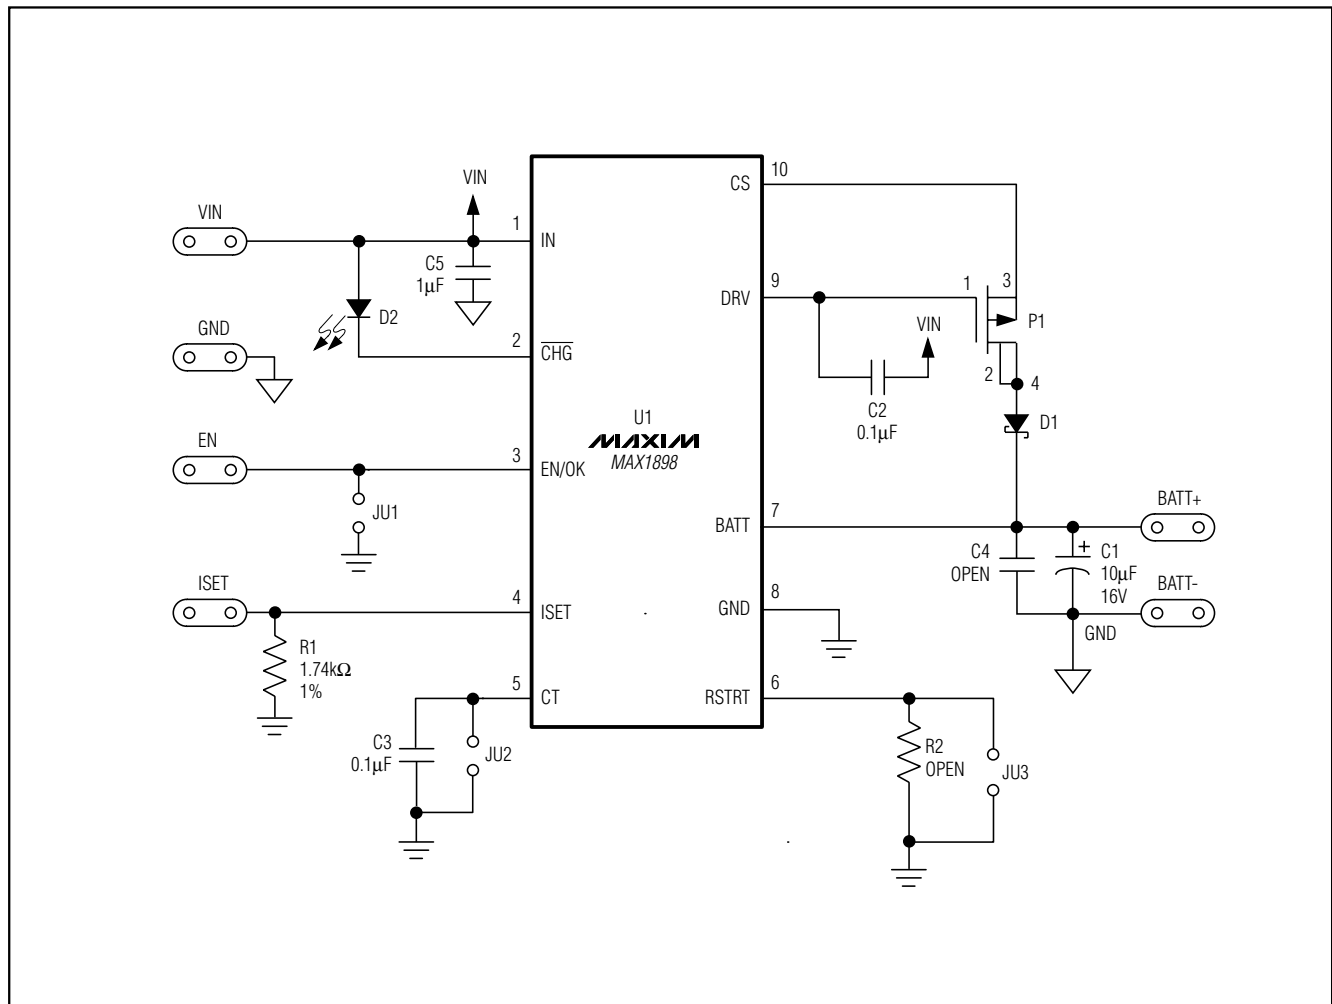 VIN
GND
EN
ISET
VIN
C5
1µF
D2
JU1
R1
1.74kΩ
1%
C3
0.1µF
JU2
1
2
3
4
5
IN
CHG
EN/OK
ISET
CT
U1
MAXIM
MAX1898
CS
DRV
BATT
GND
RSTRT
10
9
7
8
6
VIN
C2
0.1µF
1
3
P1
2
4
D1
C4
OPEN
+
C1
10µF
16V
BATT+
BATT-
GND
R2
OPEN
JU3